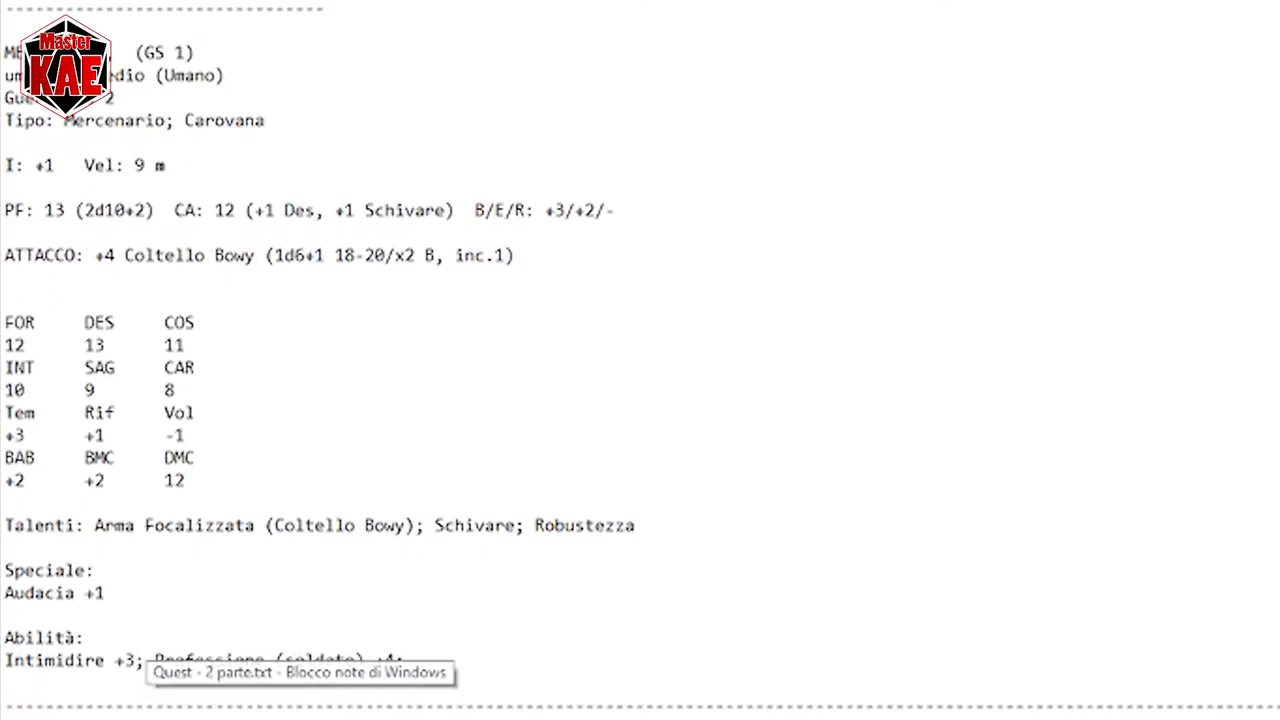 Master
KAE
(GS 1)
(Umano)
2
Tipo: Mercenario; Carovana
I: +1 Vel: 9 m
PF: 13 (2d10+2) CA: 12 (+1 Des, +1 Schivare) B/E/R: +3/+2/-
ATTACCO: +4 Coltello Bowy (1d6+1 18-20/x2 B, inc.1)
FOR DES COS
12 13 11
INT SAG CAR
10 9 8
Tem Rif Vol
+3 +1 -1
BAB BMC DMC
+2 +2 12
Talenti: Arma Focalizzata (Coltello Bowy); Schivare; Robustezza
Speciale:
Audacia +1
Abilità:
Intimidire +3; Professione (soldato) +4;
Quest - 2 parte.txt - Blocco note di Windows